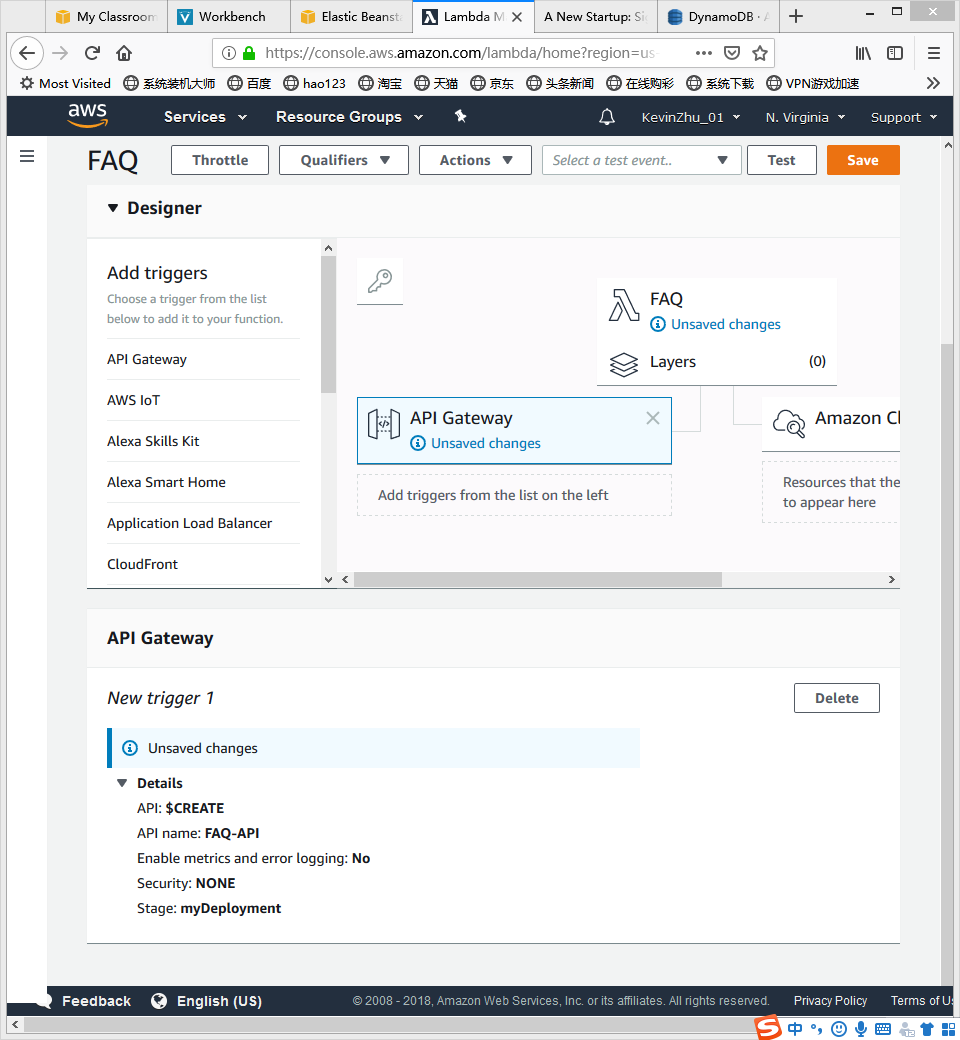 My Classroom
Workbench
Elastic Beanst
Lambda M
A New Startup: Si
DynamoDB · A
https://console.aws.amazon.com/lambda/home?region=us-
Most Visited 系统装机大师 百度 hao123 淘宝 天猫 京东 头条新闻 在线购彩 系统下载 VPN游戏加速
aws Services Resource Groups KevinZhu_01 N. Virginia Support
FAQ Throttle Qualifiers Actions Select a test event.. Test Save
Designer
Add triggers
Choose a trigger from the list
below to add it to your function.
API Gateway
AWS IoT
Alexa Skills Kit
Alexa Smart Home
Application Load Balancer
CloudFront
FAQ
Unsaved changes
Layers (0)
API Gateway
Unsaved changes
Add triggers from the list on the left
Amazon Cl
Resources that the
to appear here
API Gateway
New trigger 1 Delete
Unsaved changes
Details
API: $CREATE
API name: FAQ-API
Enable metrics and error logging: No
Security: NONE
Stage: myDeployment
Feedback English (US) © 2008 - 2018, Amazon Web Services, Inc. or its affiliates. All rights reserved. Privacy Policy Terms of Us
S 中